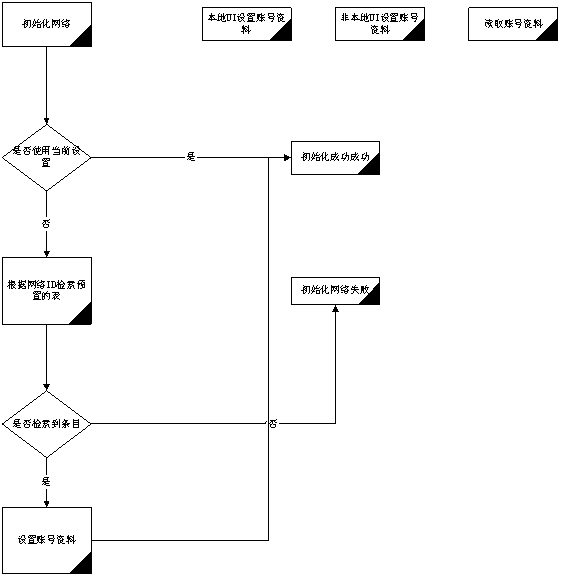 初始化网络
本地UI设置账号资
料
非本地UI设置账号
资料
读取账号资料
是否使用当前设
置
是
初始化成功成功
否
根据网络ID检索预
置的表
初始化网络失败
是否检索到条目
否
是
设置账号资料